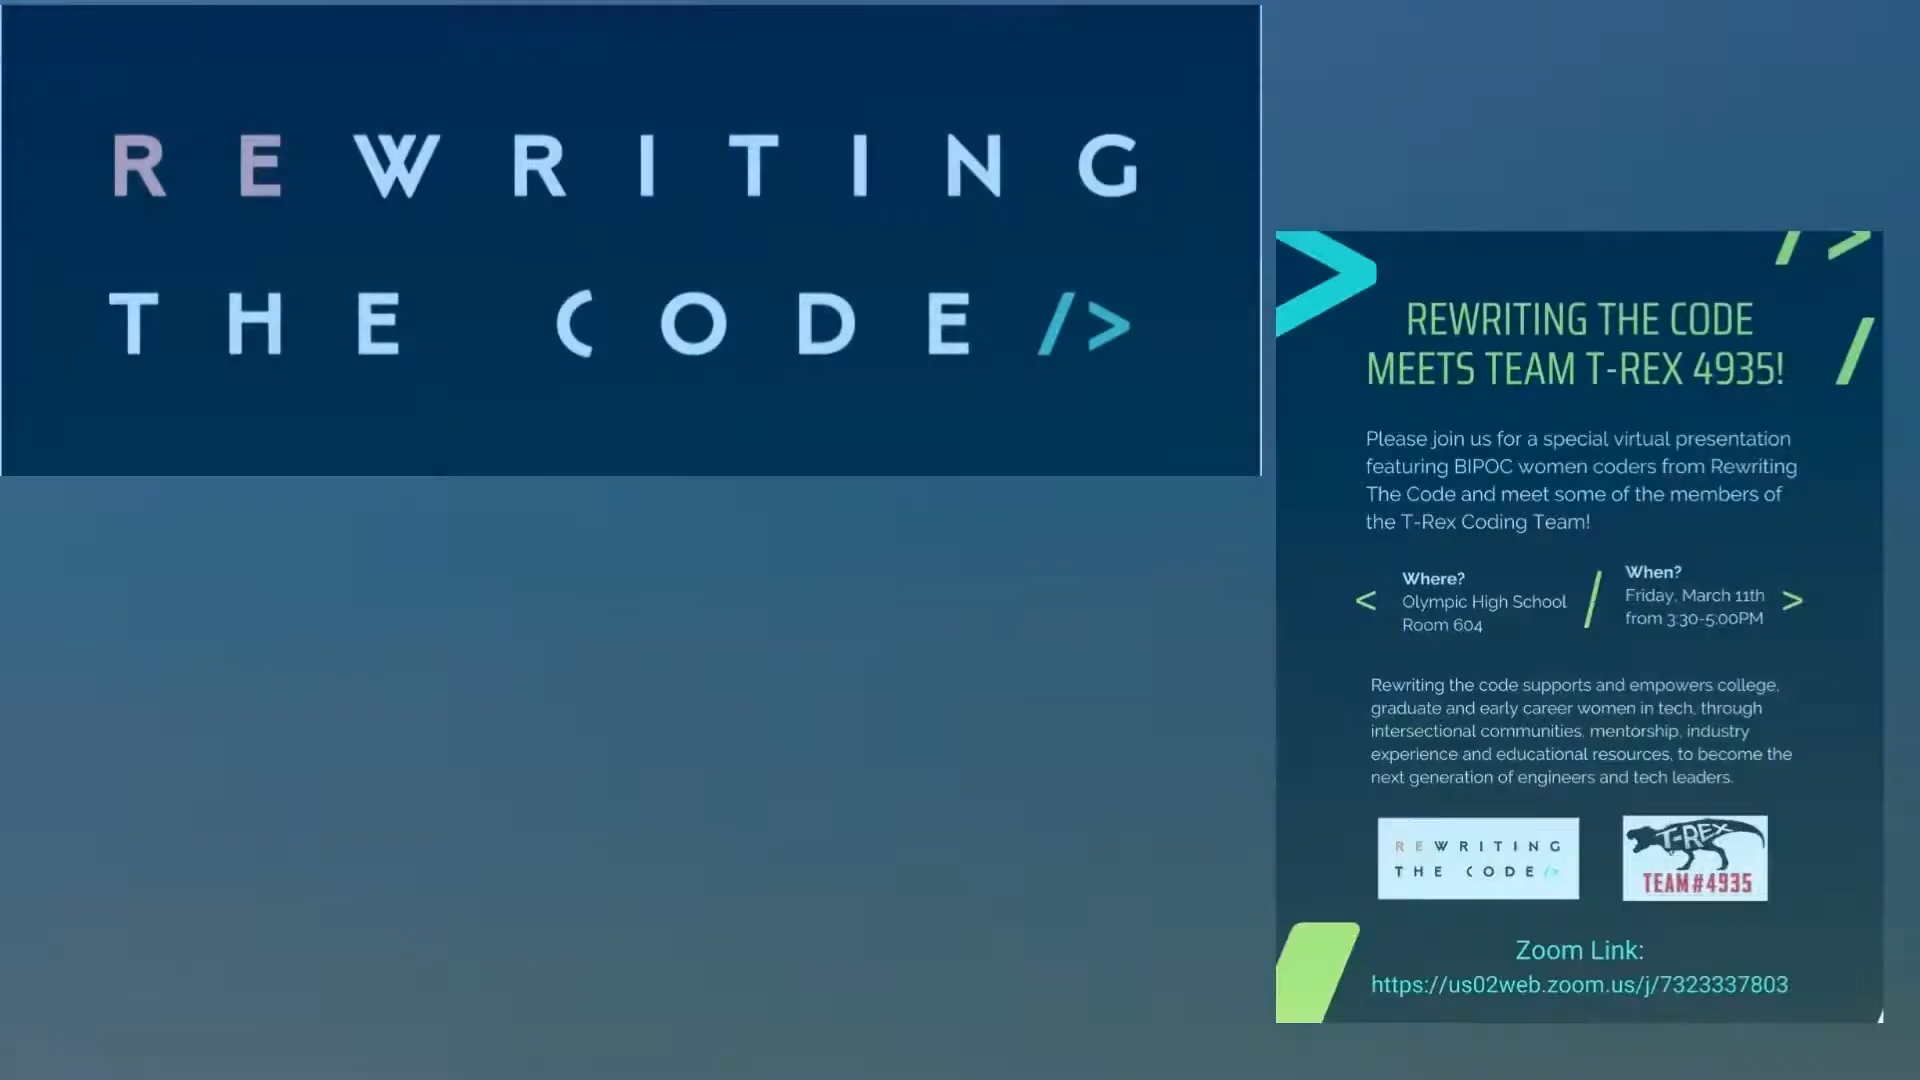 REWRITING
THE CODE/>
REWRITING THE CODE
MEETS TEAM T-REX 4935!
Please join us for a special virtual presentation
featuring BIPOC women coders from Rewriting
The Code and meet some of the members of
the T-Rex Coding Team!
Where?
Olympic High School
Room 604
When?
Friday, March 11th
from 3:30-5:00PM
Rewriting the code supports and empowers college,
graduate and early career women in tech, through
intersectional communities, mentorship, industry
experience and educational resources, to become the
next generation of engineers and tech leaders.
REWRITING
THE CODE/>
T-REX
TEAM#4935
Zoom Link:
https://us02web.zoom.us/j/7323337803